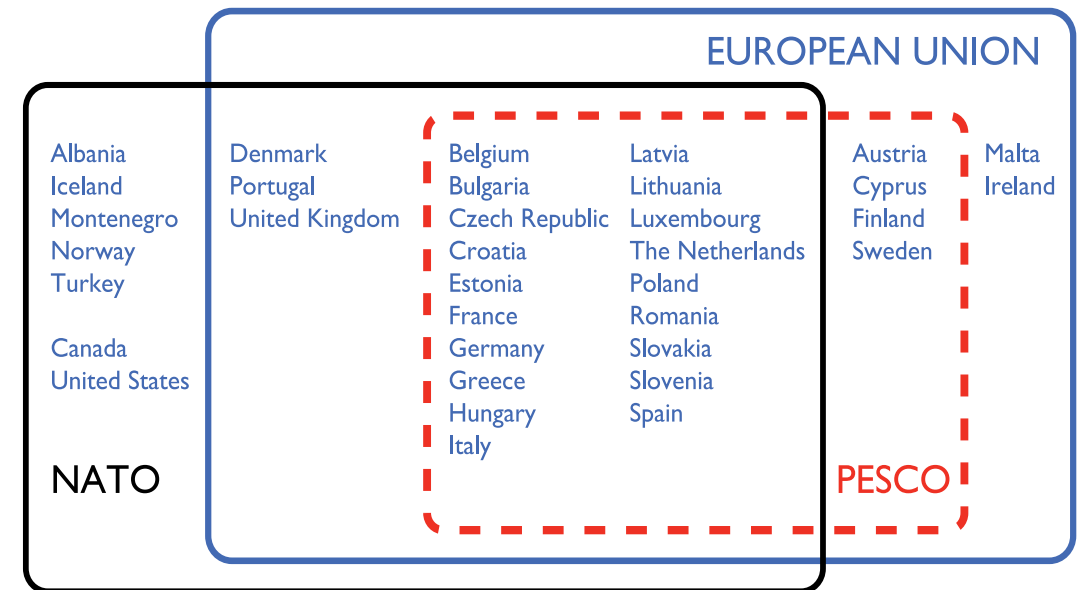 EUROPEAN UNION
Albania
Iceland
Montenegro
Norway
Turkey
Canada
United States
NATO
Denmark
Portugal
United Kingdom
Belgium
Bulgaria
Czech Republic
Croatia
Estonia
France
Germany
Greece
Hungary
Italy
Latvia
Lithuania
Luxembourg
The Netherlands
Poland
Romania
Slovakia
Slovenia
Spain
Austria
Cyprus
Finland
Sweden
PESCO
Malta
Ireland